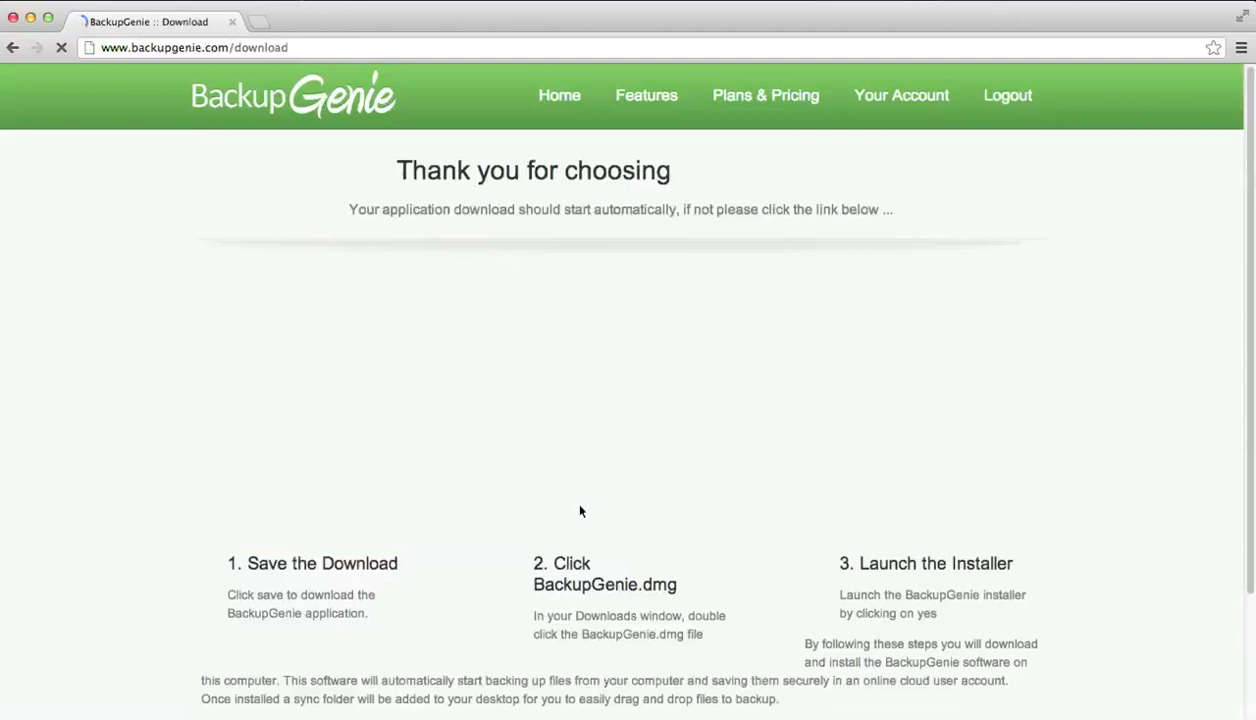 BackupGenie :: Download
www.backupgenie.com/download
BackupGenie
Home Features Plans & Pricing Your Account Logout
Thank you for choosing
Your application download should start automatically, if not please click the link below ...
1. Save the Download
Click save to download the
BackupGenie application.
2. Click
BackupGenie.dmg
In your Downloads window, double
click the BackupGenie.dmg file
3. Launch the Installer
Launch the BackupGenie installer
by clicking on yes
By following these steps you will download
and install the BackupGenie software on
this computer. This software will automatically start backing up files from your computer and saving them securely in an online cloud user account.
Once installed a sync folder will be added to your desktop for you to easily drag and drop files to backup.